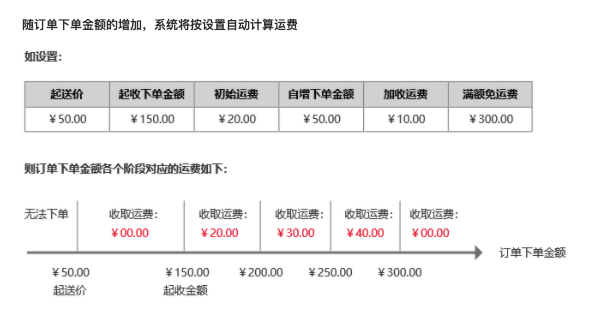 随订单下单金额的增加，系统将按设置自动计算运费
如设置：
起送价 起收下单金额 初始运费 自增下单金额 加收运费 满额免运费
￥50.00 ￥150.00 ￥20.00 ￥50.00 ￥10.00 ￥300.00
则订单下单金额各个阶段对应的运费如下：
无法下单 收取运费： 收取运费： 收取运费： 收取运费： 收取运费：
￥00.00 ￥20.00 ￥30.00 ￥40.00 ￥00.00
订单下单金额
￥50.00 ￥150.00 ￥200.00 ￥250.00 ￥300.00
起送价 起收金额